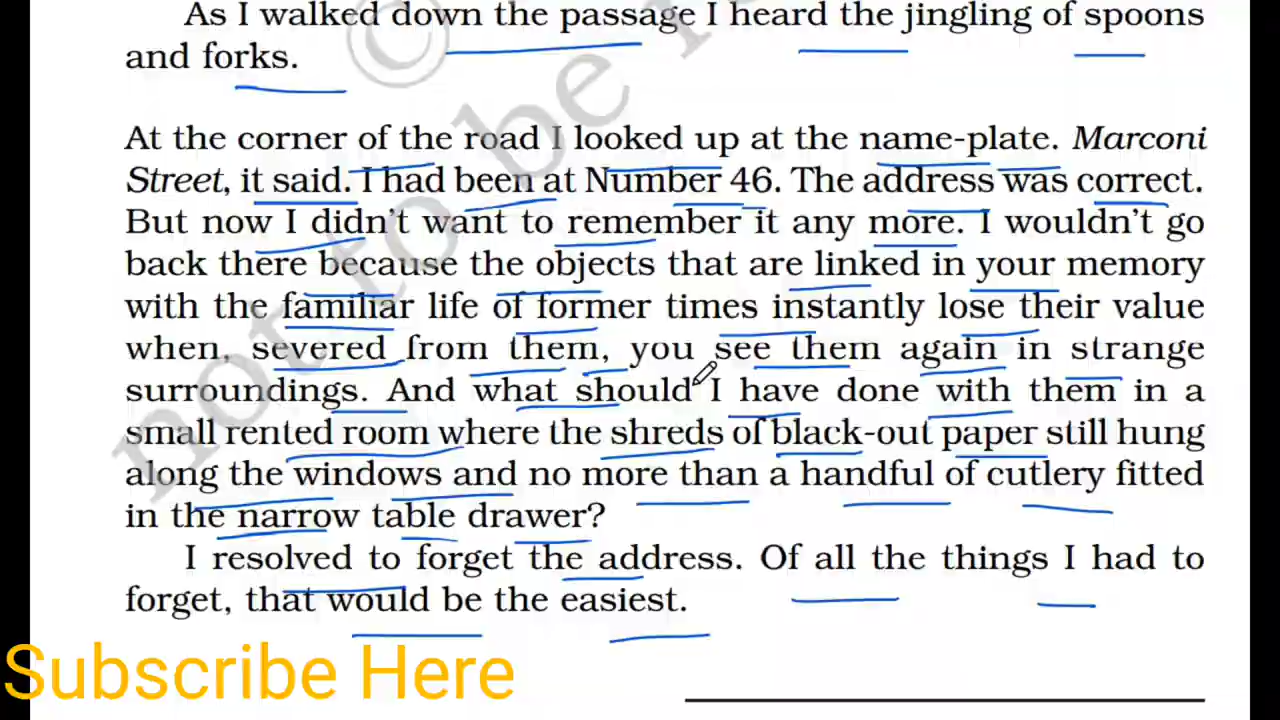 As I walked down the passage I heard the jingling of spoons
and forks.
At the corner of the road I looked up at the name-plate. Marconi
Street, it said. I had been at Number 46. The address was correct.
But now I didn't want to remember it any more. I wouldn't go
back there because the objects that are linked in your memory
with the familiar life of former times instantly lose their value
when, severed from them, you see them again in strange
surroundings. And what should I have done with them in a
small rented room where the shreds of black-out paper still hung
along the windows and no more than a handful of cutlery fitted
in the narrow table drawer?
I resolved to forget the address. Of all the things I had to
forget, that would be the easiest.
© not to be r
Subscribe Here